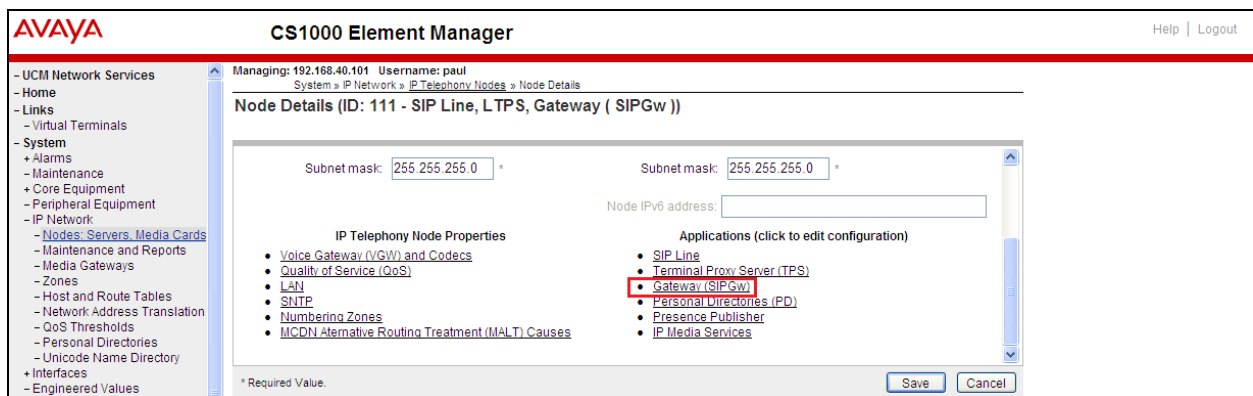 AVAYA
CS1000 Element Manager
Help | Logout
- UCM Network Services
- Home
- Links
- Virtual Terminals
- System
+ Alarms
- Maintenance
+ Core Equipment
- Peripheral Equipment
- IP Network
- Nodes: Servers, Media Cards
- Maintenance and Reports
- Media Gateways
- Zones
- Host and Route Tables
- Network Address Translation
- QoS Thresholds
- Personal Directories
- Unicode Name Directory
+ Interfaces
- Engineered Values
Managing: 192.168.40.101 Username: paul
System » IP Network » IP Telephony Nodes » Node Details
Node Details (ID: 111 - SIP Line, LTPS, Gateway ( SIPGw ))
Subnet mask: 255.255.255.0 *
Subnet mask: 255.255.255.0 *
Node IPv6 address:
IP Telephony Node Properties
• Voice Gateway (VGW) and Codecs
• Quality of Service (QoS)
• LAN
• SNTP
• Numbering Zones
• MCDN Aternative Routing Treatment (MALT) Causes
Applications (click to edit configuration)
• SIP Line
• Terminal Proxy Server (TPS)
• Gateway (SIPGw)
• Personal Directories (PD)
• Presence Publisher
• IP Media Services
* Required Value.
Save
Cancel